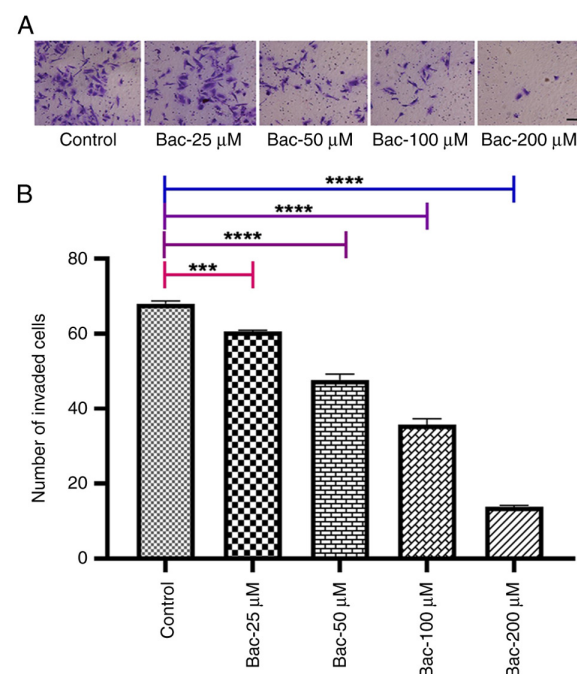 A
Control Bac-25 μM Bac-50 μM Bac-100 μM Bac-200 μM
B
****
****
****
***
80
60
40
20
0
Number of invaded cells
Control
Bac-25 μM
Bac-50 μM
Bac-100 μM
Bac-200 μM